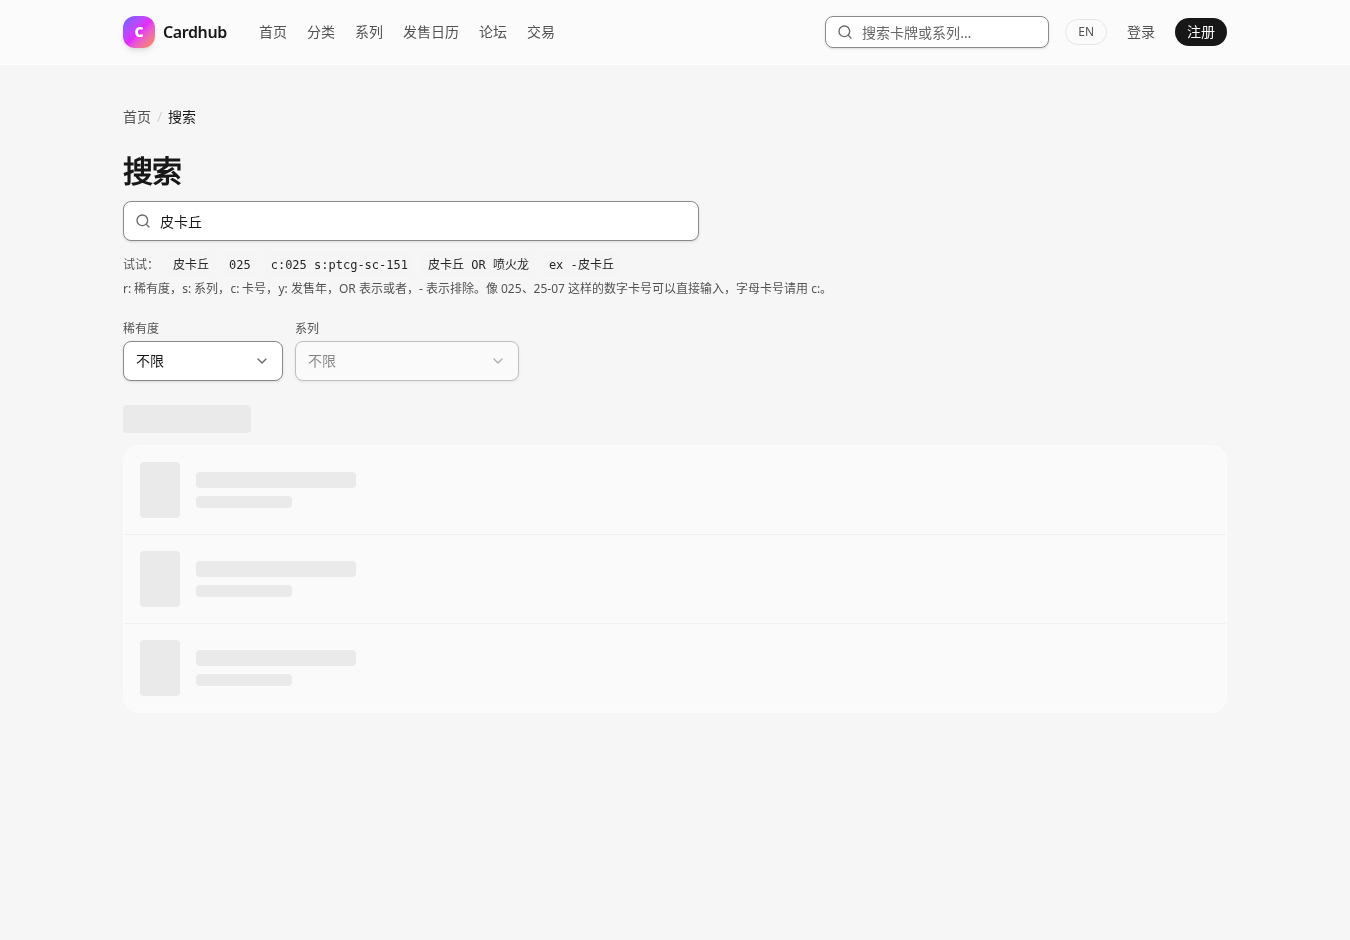 C Cardhub 首页 分类 系列 发售日历 论坛 交易 搜索卡牌或系列... EN 登录 注册
首页 / 搜索
搜索
皮卡丘
试试： 皮卡丘 025 c:025 s:ptcg-sc-151 皮卡丘 OR 喷火龙 ex -皮卡丘
r: 稀有度，s: 系列，c: 卡号，y: 发售年，OR 表示或者，- 表示排除。像 025、25-07 这样的数字卡号可以直接输入，字母卡号请用 c:。
稀有度 系列
不限 不限